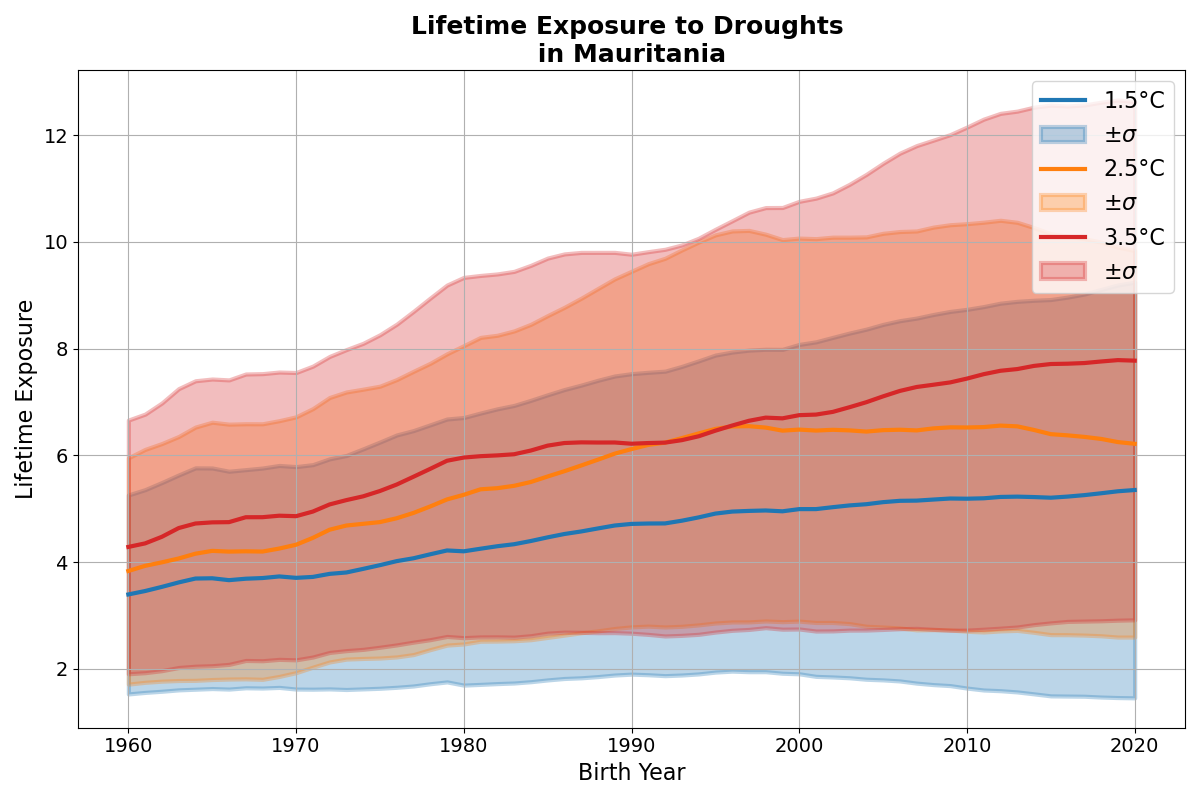 Lifetime Exposure to Droughts
in Mauritania
1.5°C
±σ
2.5°C
±σ
3.5°C
±σ
Lifetime Exposure
12
10
8
6
4
2
1960 1970 1980 1990 2000 2010 2020
Birth Year